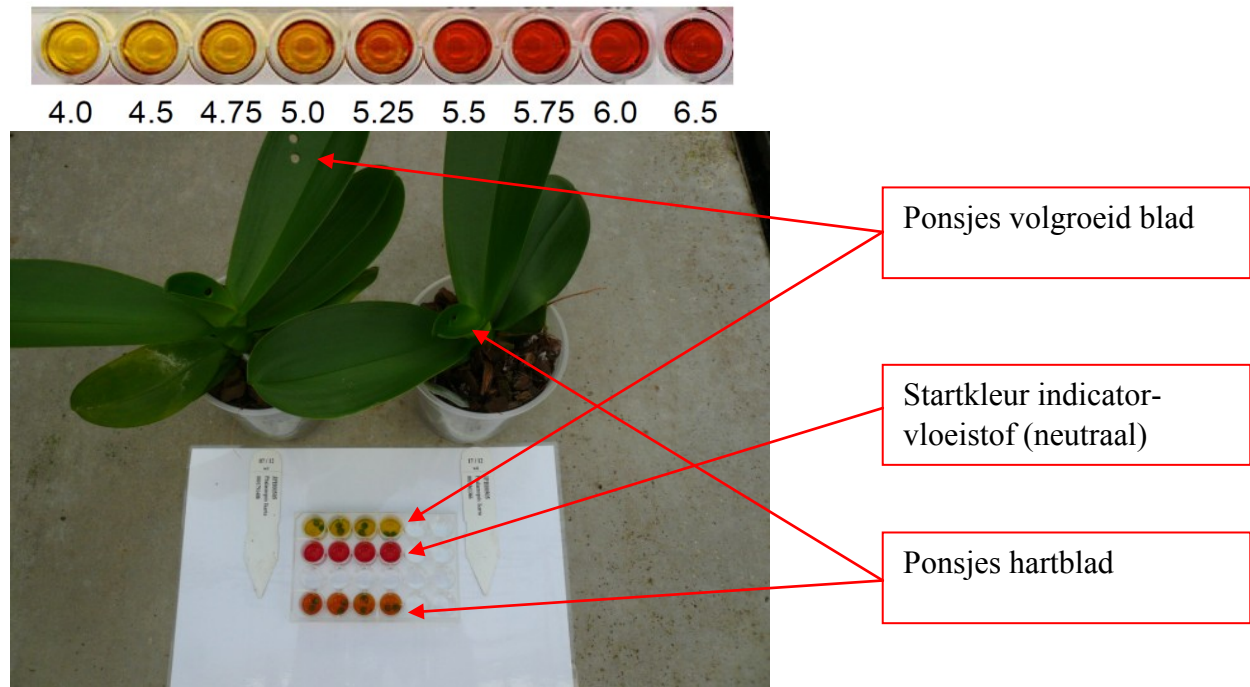 4.0 4.5 4.75 5.0 5.25 5.5 5.75 6.0 6.5
Ponsjes volgroeid blad
Startkleur indicator-
vloeistof (neutraal)
Ponsjes hartblad